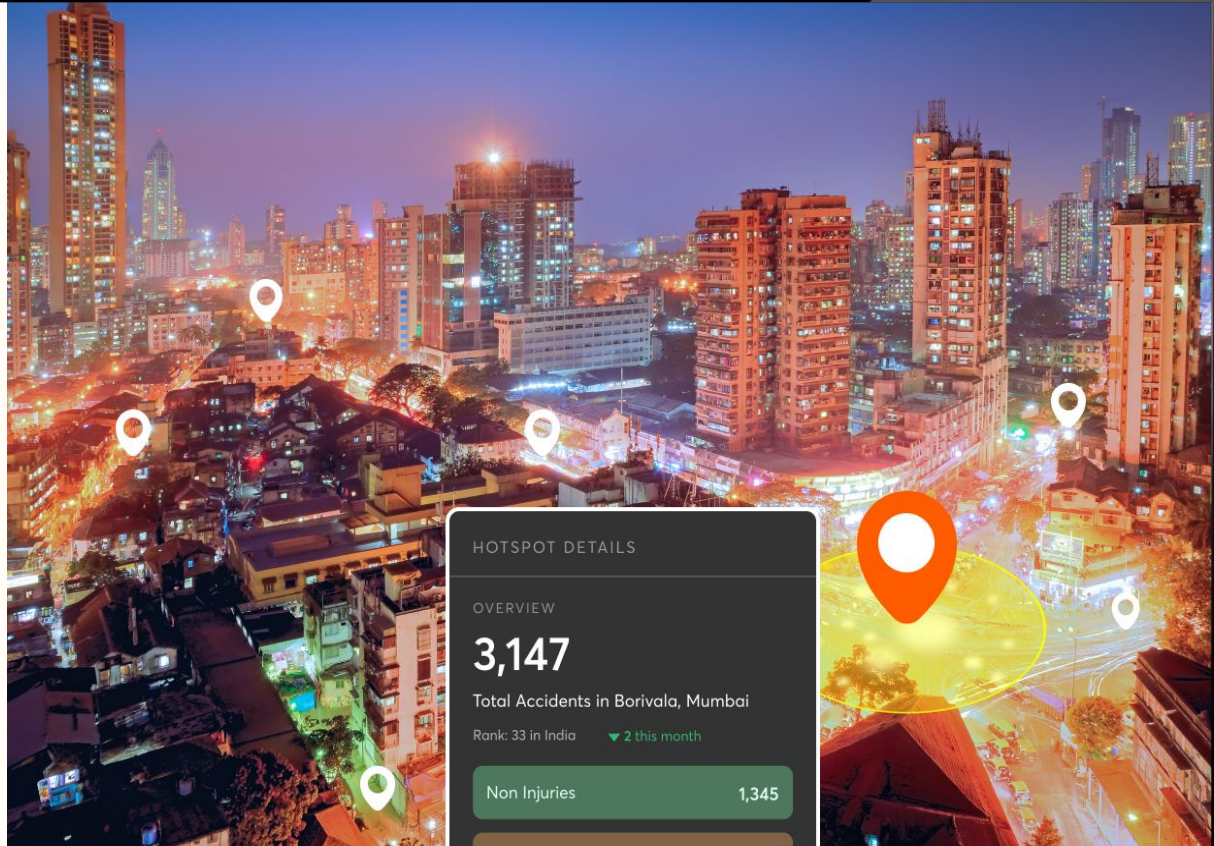 HOTSPOT DETAILS
OVERVIEW
3,147
Total Accidents in Borivala, Mumbai
Rank: 33 in India ▼ 2 this month
Non Injuries 1,345